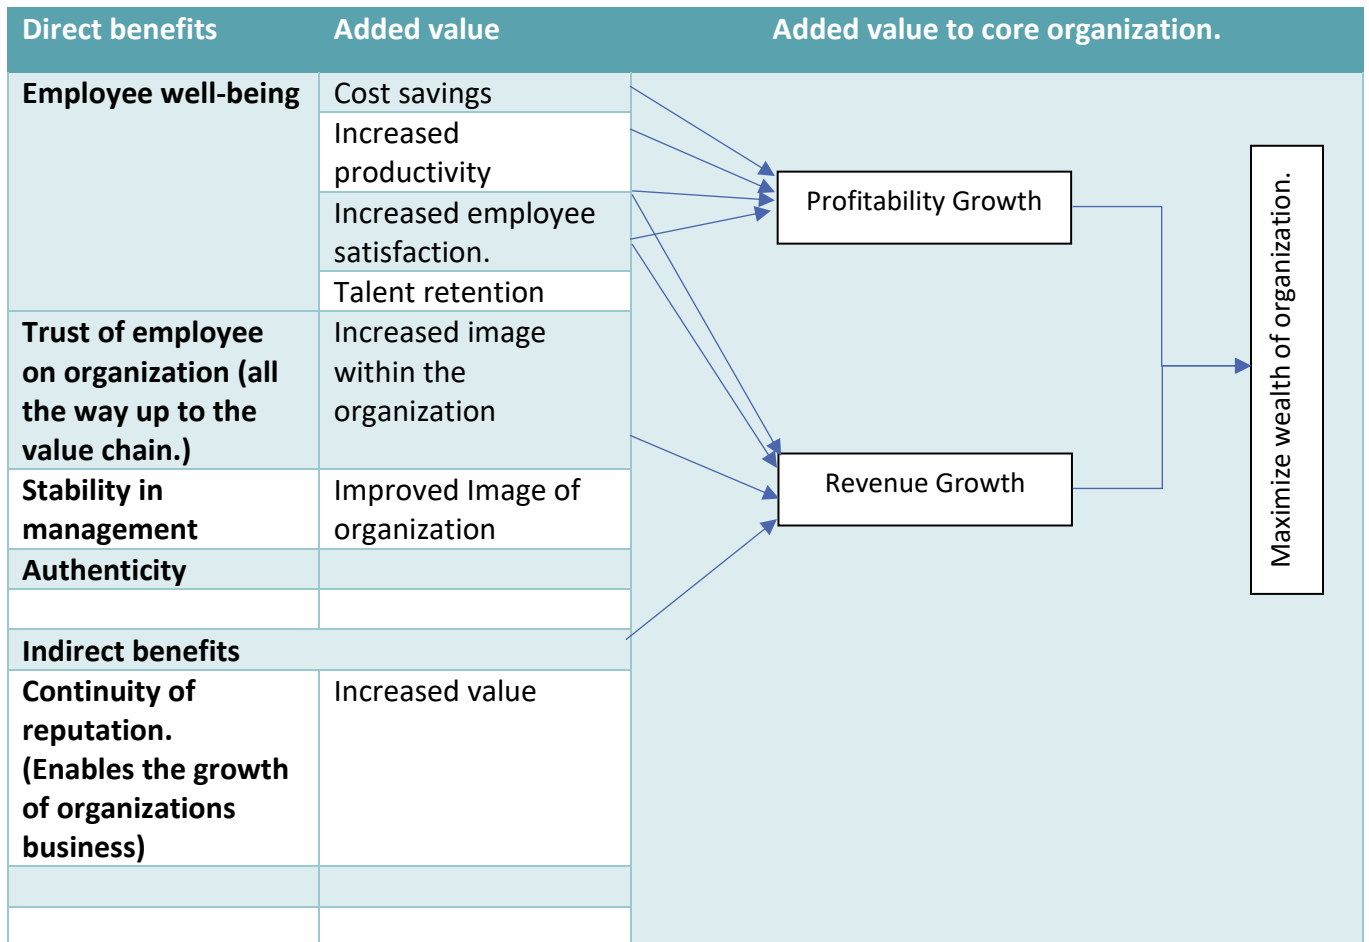 Direct benefits
Added value
Added value to core organization.
Employee well-being
Cost savings
Increased
productivity
Increased employee
satisfaction.
Talent retention
Trust of employee
on organization (all
the way up to the
value chain.)
Increased image
within the
organization
Stability in
management
Improved Image of
organization
Authenticity
Indirect benefits
Continuity of
reputation.
(Enables the growth
of organizations
business)
Increased value
Profitability Growth
Revenue Growth
Maximize wealth of organization.